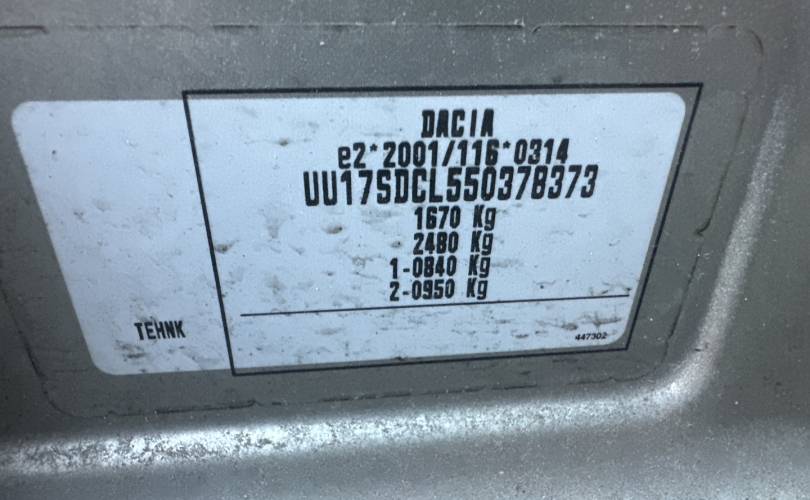 DACIA
e2*2001/116*0314
UU17SDCL550378373
1670 Kg
2480 Kg
1-0840 Kg
2-0950 Kg
TEHNK
447302